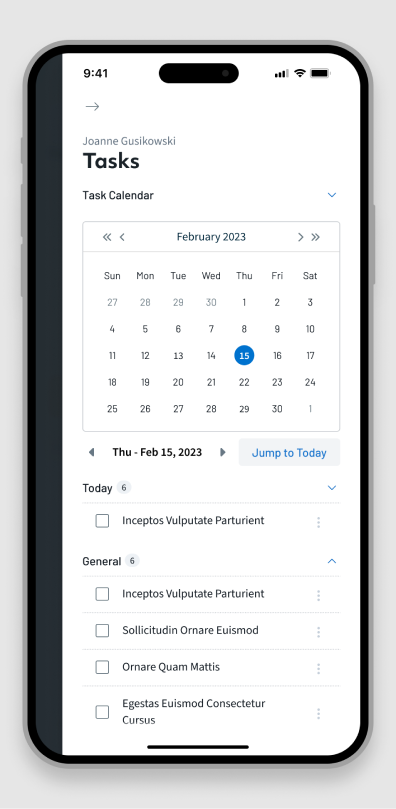 9:41
Joanne Gusikowski
Tasks
Task Calendar
February 2023
Sun Mon Tue Wed Thu Fri Sat
27 28 29 30 1 2 3
4 5 6 7 8 9 10
11 12 13 14 15 16 17
18 19 20 21 22 23 24
25 26 27 28 29 30 1
Thu - Feb 15, 2023 Jump to Today
Today 6
Inceptos Vulputate Parturient
General 6
Inceptos Vulputate Parturient
Sollicitudin Ornare Euismod
Ornare Quam Mattis
Egestas Euismod Consectetur
Cursus